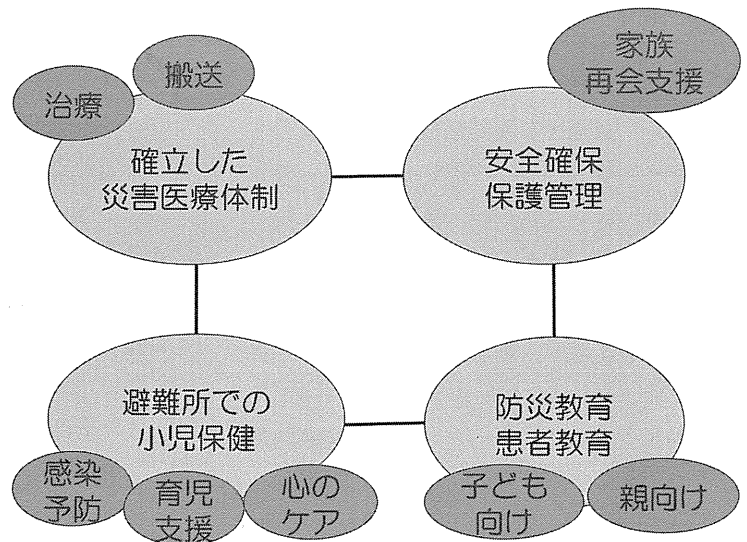 治療
搬送
確立した
災害医療体制
家族
再会支援
安全確保
保護管理
避難所での
小児保健
感染
予防
育児
支援
心の
ケア
防災教育
患者教育
子ども
向け
親向け